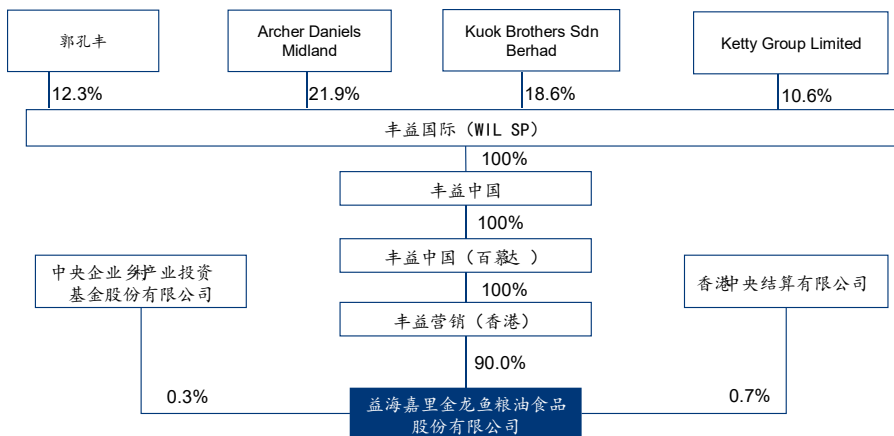 郭孔丰
Archer Daniels
Midland
Kuok Brothers Sdn
Berhad
Ketty Group Limited
12.3%
21.9%
18.6%
10.6%
丰益国际（WIL SP）
100%
丰益中国
100%
丰益中国（百慕达）
100%
丰益营销（香港）
中央企业乡村产业投资
基金股份有限公司
香港中央结算有限公司
90.0%
0.3%
0.7%
益海嘉里金龙鱼粮油食品
股份有限公司